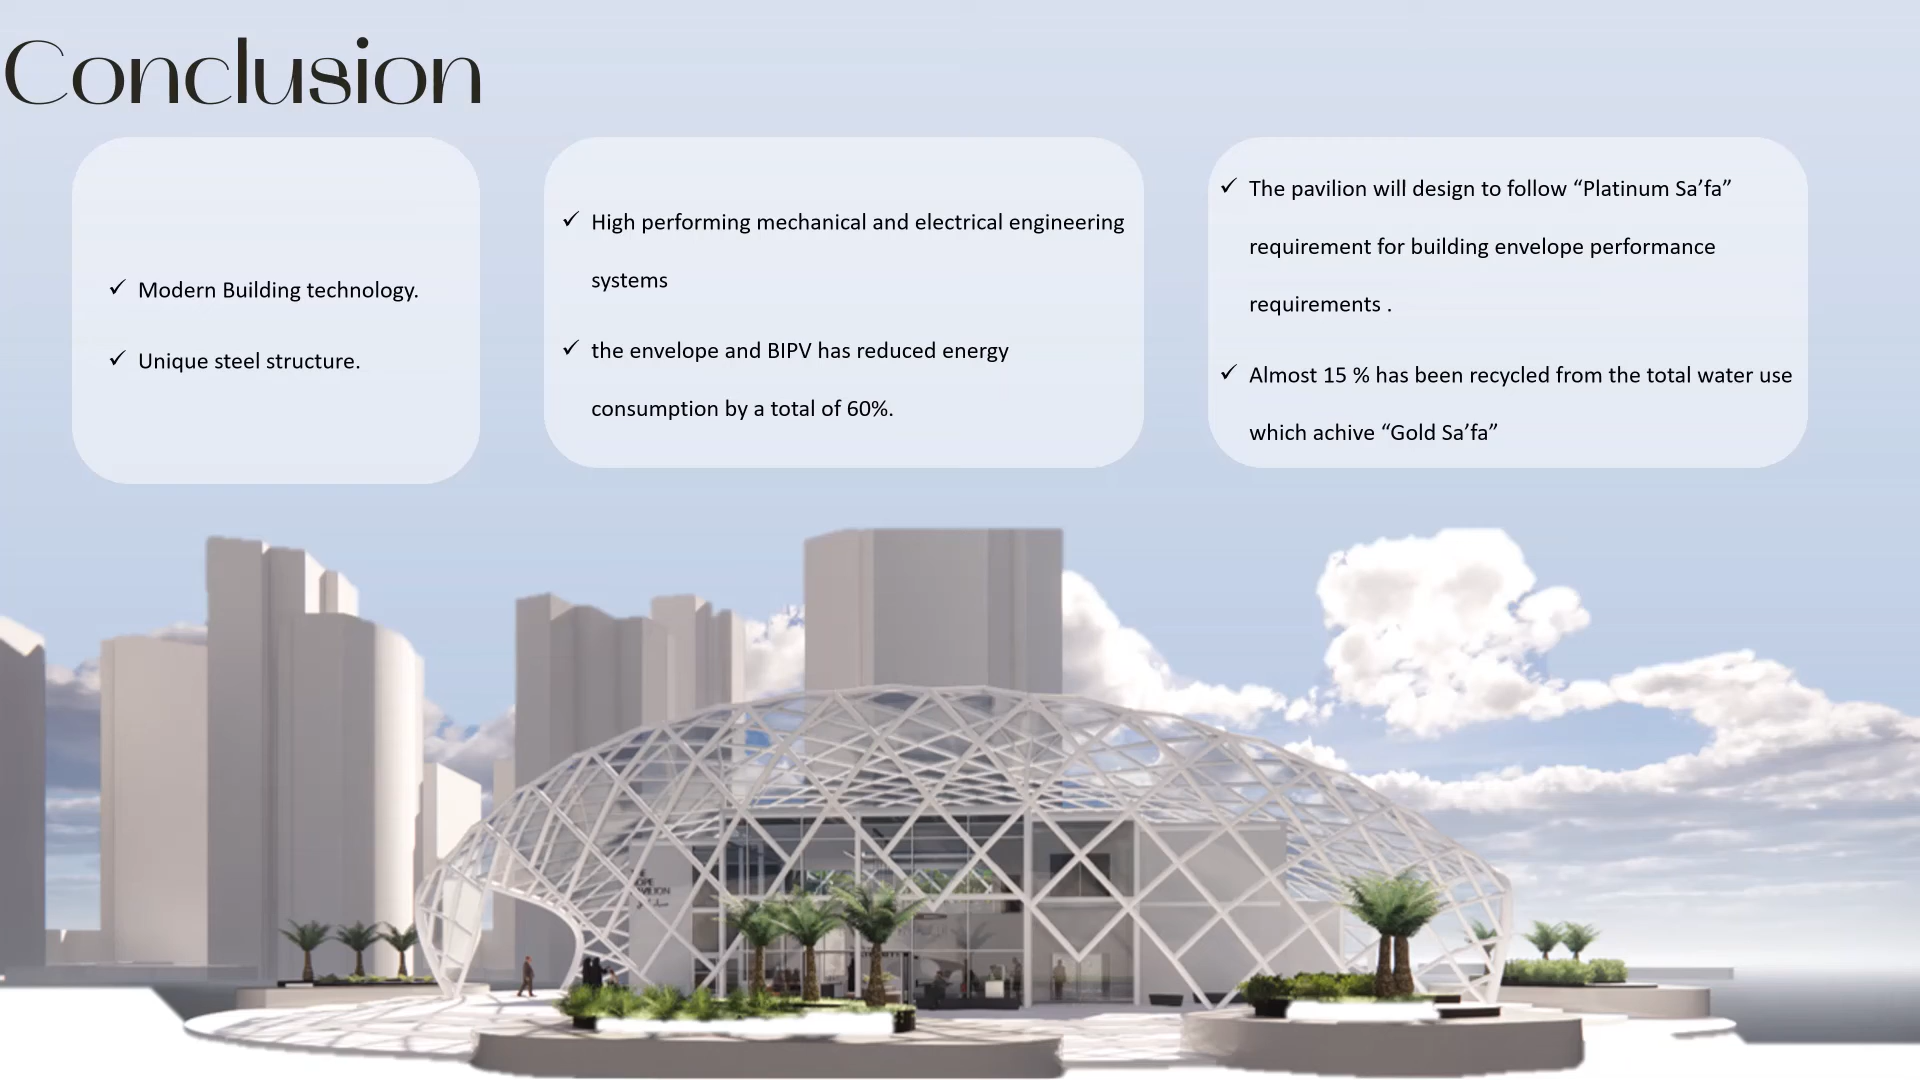 Conclusion
✓ Modern Building technology.
✓ Unique steel structure.
✓ High performing mechanical and electrical engineering
systems
✓ the envelope and BIPV has reduced energy
consumption by a total of 60%.
✓ The pavilion will design to follow “Platinum Sa’fa”
requirement for building envelope performance
requirements .
✓ Almost 15 % has been recycled from the total water use
which achive “Gold Sa’fa”